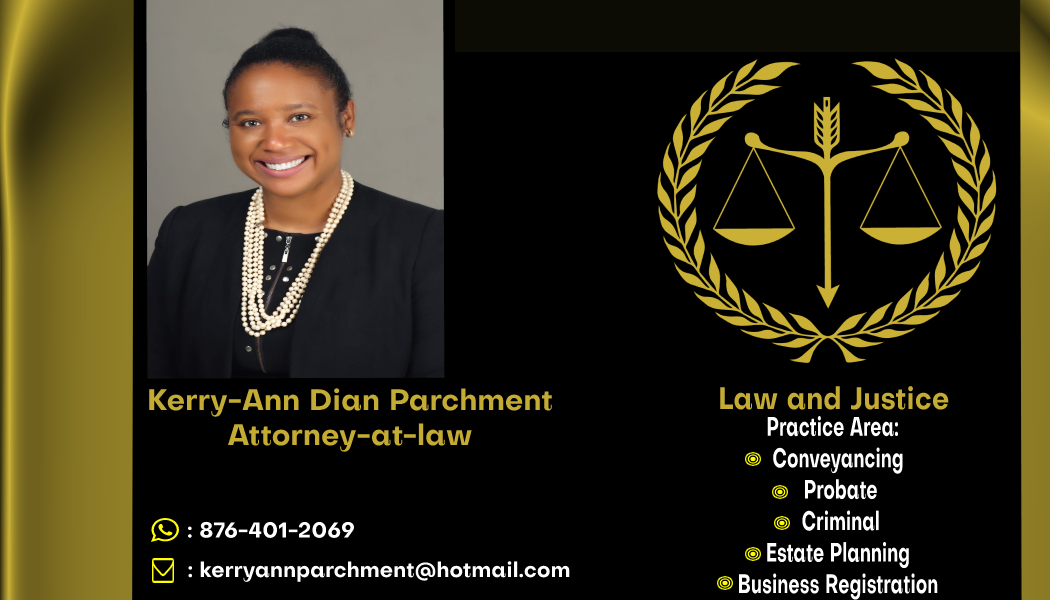 Kerry-Ann Dian Parchment
Attorney-at-law
: 876-401-2069
: kerryannparchment@hotmail.com
Law and Justice
Practice Area:
Conveyancing
Probate
Criminal
Estate Planning
Business Registration